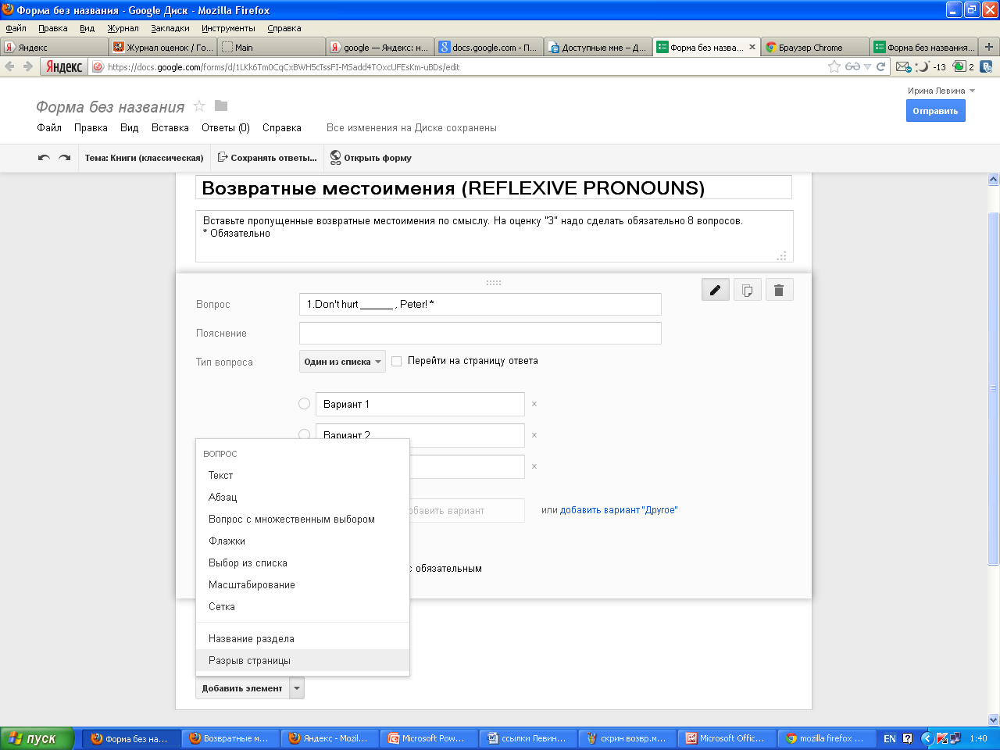 Форма без названия - Google Диск - Mozilla Firefox
Файл Правка Вид Журнал Закладки Инструменты Справка
Яндекс Журнал оценок / Го... Main google — Яндекс: н... docs.google.com - П... Доступные мне – Д... Форма без назва... Браузер Chrome Форма без названия...
Яндекс https://docs.google.com/forms/d/1LKk6Tm0CqCxBWH5cTssFI-MSadd4TOxcUFEsKm-uBDs/edit -13 2
Форма без названия Ирина Левина
Отправить
Файл Правка Вид Вставка Ответы (0) Справка Все изменения на Диске сохранены
Тема: Книги (классическая) Сохранять ответы... Открыть форму
Возвратные местоимения (REFLEXIVE PRONOUNS)
Вставьте пропущенные возвратные местоимения по смыслу. На оценку "3" надо сделать обязательно 8 вопросов.
* Обязательно
Вопрос 1.Don't hurt ______ , Peter! *
Пояснение
Тип вопроса Один из списка Перейти на страницу ответа
Вариант 1 ×
Вариант 2 ×
×
ВОПРОС
Текст
Абзац
обавить вариант или добавить вариант "Другое"
Вопрос с множественным выбором
Флажки
Выбор из списка
с обязательным
Масштабирование
Сетка
Название раздела
Разрыв страницы
Добавить элемент
пуск Форма без на... Возвратные м... Яндекс - Mozil... Microsoft Pow... ссылки Левин... скрин возвр.м... Microsoft Offic... mozilla firefox ... EN 1:40